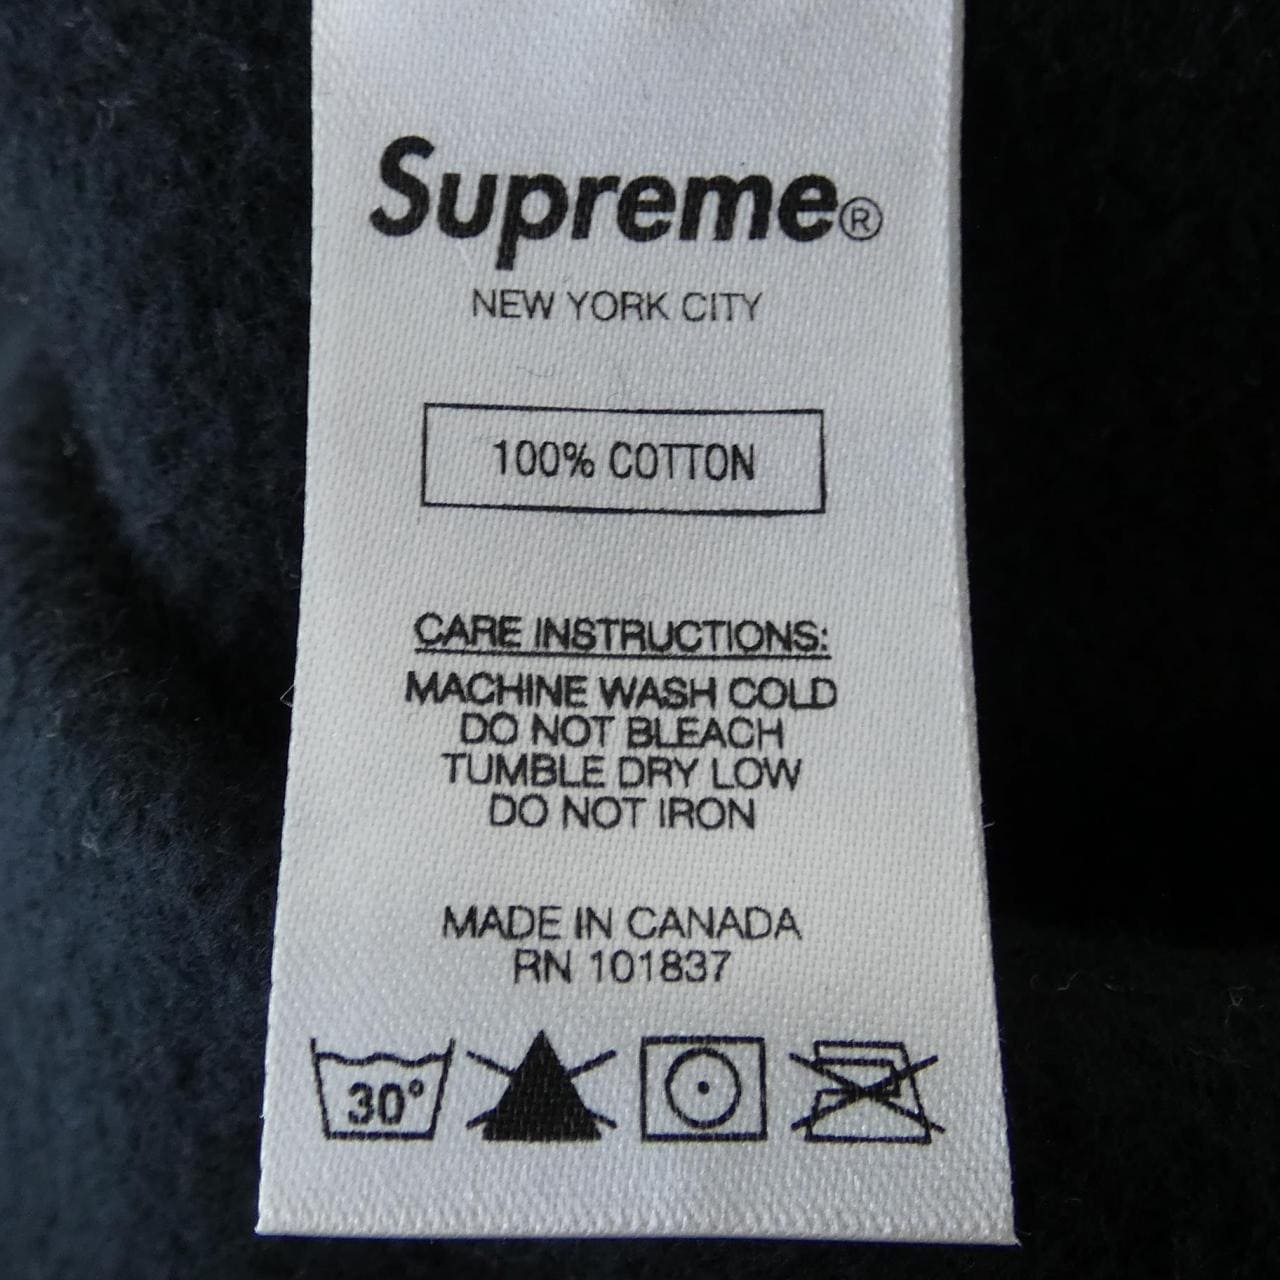 Supreme®
NEW YORK CITY
100% COTTON
CARE INSTRUCTIONS:
MACHINE WASH COLD
DO NOT BLEACH
TUMBLE DRY LOW
DO NOT IRON
MADE IN CANADA
RN 101837
30°